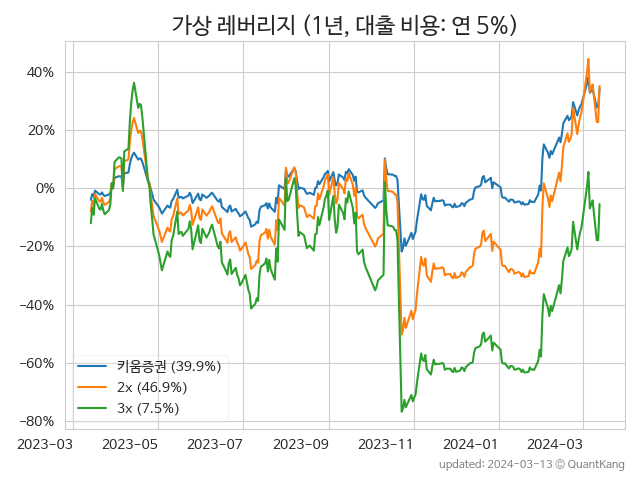 가상 레버리지 (1년, 대출 비용: 연 5%)
40%
20%
0%
−20%
−40%
−60%
−80%
키움증권 (39.9%)
2x (46.9%)
3x (7.5%)
2023-03 2023-05 2023-07 2023-09 2023-11 2024-01 2024-03
updated: 2024-03-13 ⓒ QuantKang